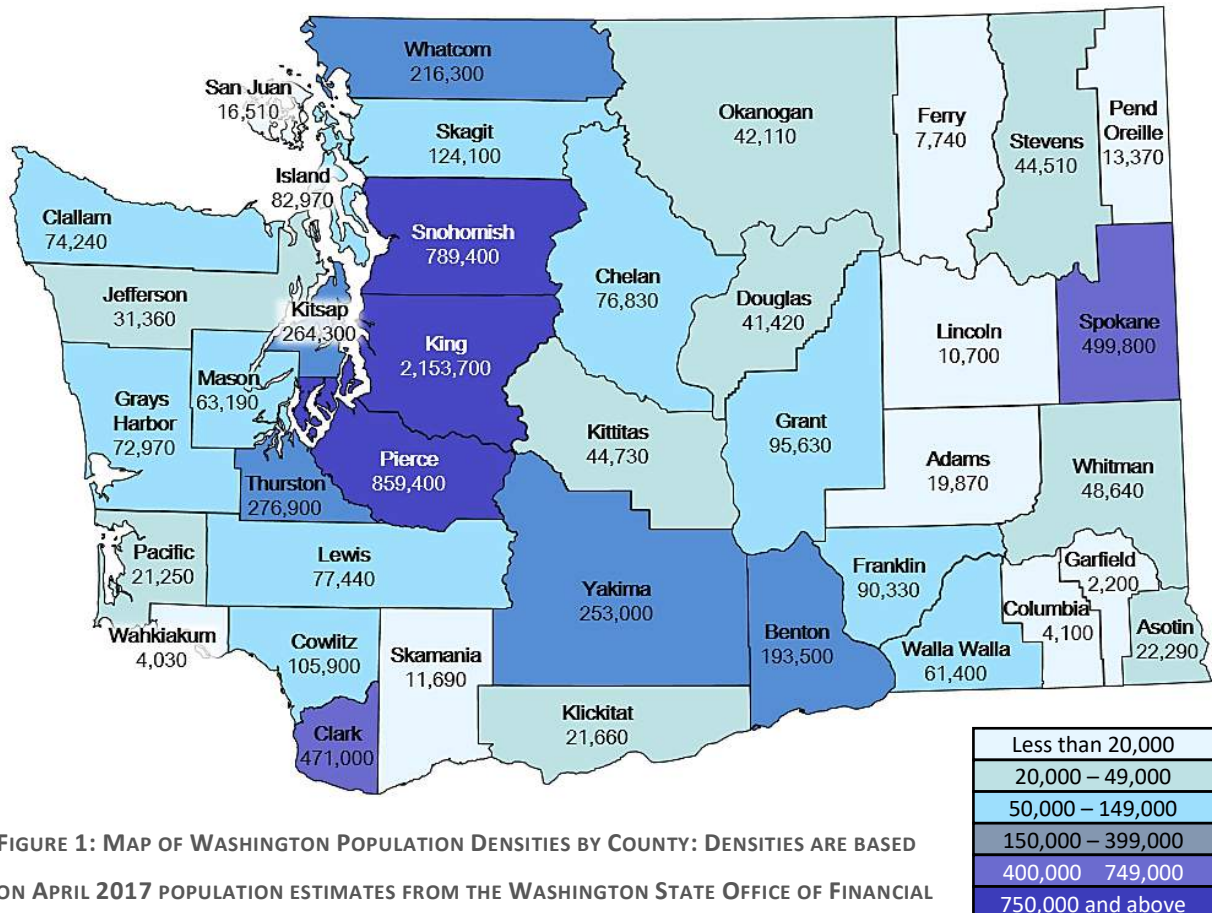 Whatcom
216,300
San Juan
16,510
Skagit
124,100
Island
82,970
Okanogan
42,110
Ferry
7,740
Stevens
44,510
Pend
Oreille
13,370
Clallam
74,240
Snohomish
789,400
Chelan
76,830
Douglas
41,420
Jefferson
31,360
Kitsap
264,300
King
2,153,700
Lincoln
10,700
Spokane
499,800
Mason
63,190
Grays
Harbor
72,970
Kittitas
44,730
Grant
95,630
Adams
19,870
Whitman
48,640
Thurston
276,900
Pierce
859,400
Pacific
21,250
Lewis
77,440
Yakima
253,000
Franklin
90,330
Garfield
2,200
Columbia
4,100
Asotin
22,290
Wahkiakum
4,030
Cowlitz
105,900
Skamania
11,690
Benton
193,500
Walla Walla
61,400
Clark
471,000
Klickitat
21,660
Less than 20,000
20,000 – 49,000
50,000 – 149,000
150,000 – 399,000
400,000 749,000
750,000 and above
FIGURE 1: MAP OF WASHINGTON POPULATION DENSITIES BY COUNTY: DENSITIES ARE BASED
ON APRIL 2017 POPULATION ESTIMATES FROM THE WASHINGTON STATE OFFICE OF FINANCIAL